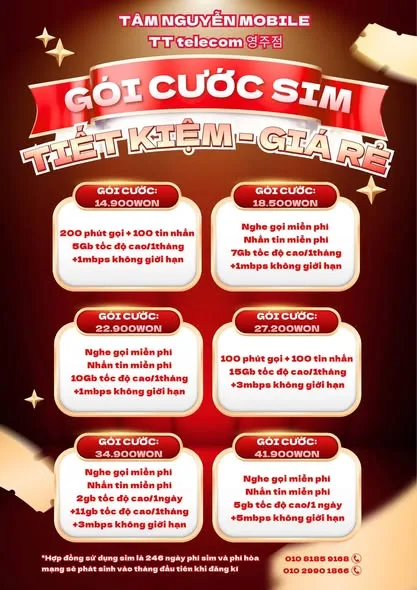 TÂM NGUYỄN MOBILE
TT telecom 영주점
GÓI CƯỚC SIM
TIẾT KIỆM - GIÁ RẺ
GÓI CƯỚC:
14.900WON
200 phút gọi + 100 tin nhắn
5Gb tốc độ cao/1tháng
+1mbps không giới hạn
GÓI CƯỚC:
18.500WON
Nghe gọi miễn phí
Nhắn tin miễn phí
7Gb tốc độ cao/1tháng
+1mbps không giới hạn
GÓI CƯỚC:
22.900WON
Nghe gọi miễn phí
Nhắn tin miễn phí
10Gb tốc độ cao/1tháng
+1mbps không giới hạn
GÓI CƯỚC:
27.200WON
100 phút gọi + 100 tin nhắn
15Gb tốc độ cao/1tháng
+3mbps không giới hạn
GÓI CƯỚC:
34.900WON
Nghe gọi miễn phí
Nhắn tin miễn phí
2gb tốc độ cao/1ngày
+11gb tốc độ cao/1tháng
+3mbps không giới hạn
GÓI CƯỚC:
41.900WON
Nghe gọi miễn phí
Nhắn tin miễn phí
5gb tốc độ cao/1 ngày
+5mbps không giới hạn
*Hợp đồng sử dụng sim là 246 ngày phí sim và phí hòa
mạng sẽ phát sinh vào tháng đầu tiên khi đăng kí
010 8185 9168
010 2990 1866